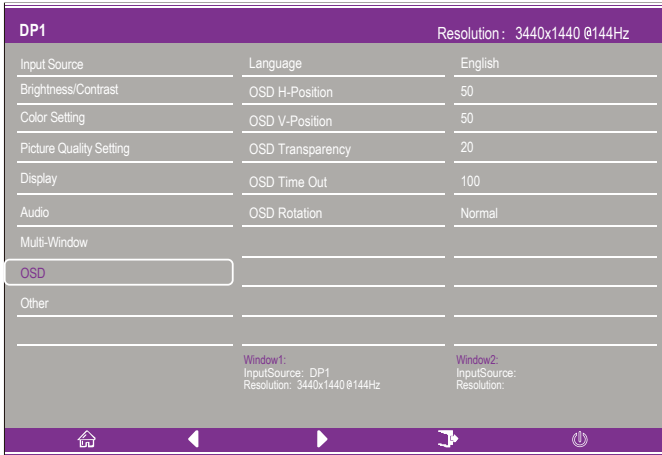 DP1
Resolution: 3440x1440 @144Hz
Input Source
Language
English
Brightness/Contrast
OSD H-Position
50
Color Setting
OSD V-Position
50
Picture Quality Setting
OSD Transparency
20
Display
OSD Time Out
100
Audio
OSD Rotation
Normal
Multi-Window
OSD
Other
Window1:
InputSource: DP1
Resolution: 3440x1440@144Hz
Window2:
InputSource:
Resolution: